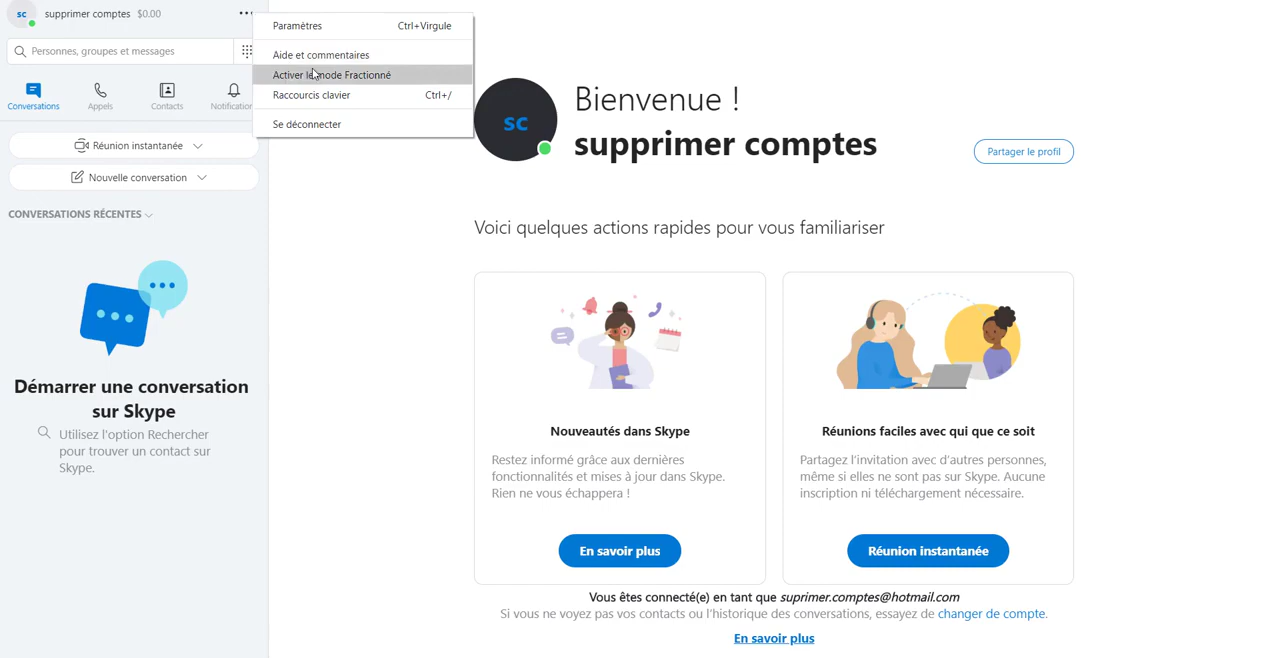 sc supprimer comptes $0.00 •••
Personnes, groupes et messages
Conversations Appels Contacts Notification
Paramètres Ctrl+Virgule
Aide et commentaires
Activer le mode Fractionné
Raccourcis clavier Ctrl+/
Se déconnecter
Réunion instantanée
Nouvelle conversation
CONVERSATIONS RÉCENTES
Démarrer une conversation
sur Skype
Utilisez l'option Rechercher
pour trouver un contact sur
Skype.
sc
Bienvenue !
supprimer comptes
Partager le profil
Voici quelques actions rapides pour vous familiariser
Nouveautés dans Skype
Restez informé grâce aux dernières
fonctionnalités et mises à jour dans Skype.
Rien ne vous échappera !
En savoir plus
Réunions faciles avec qui que ce soit
Partagez l'invitation avec d'autres personnes,
même si elles ne sont pas sur Skype. Aucune
inscription ni téléchargement nécessaire.
Réunion instantanée
Vous êtes connecté(e) en tant que suprimer.comptes@hotmail.com
Si vous ne voyez pas vos contacts ou l'historique des conversations, essayez de changer de compte.
En savoir plus